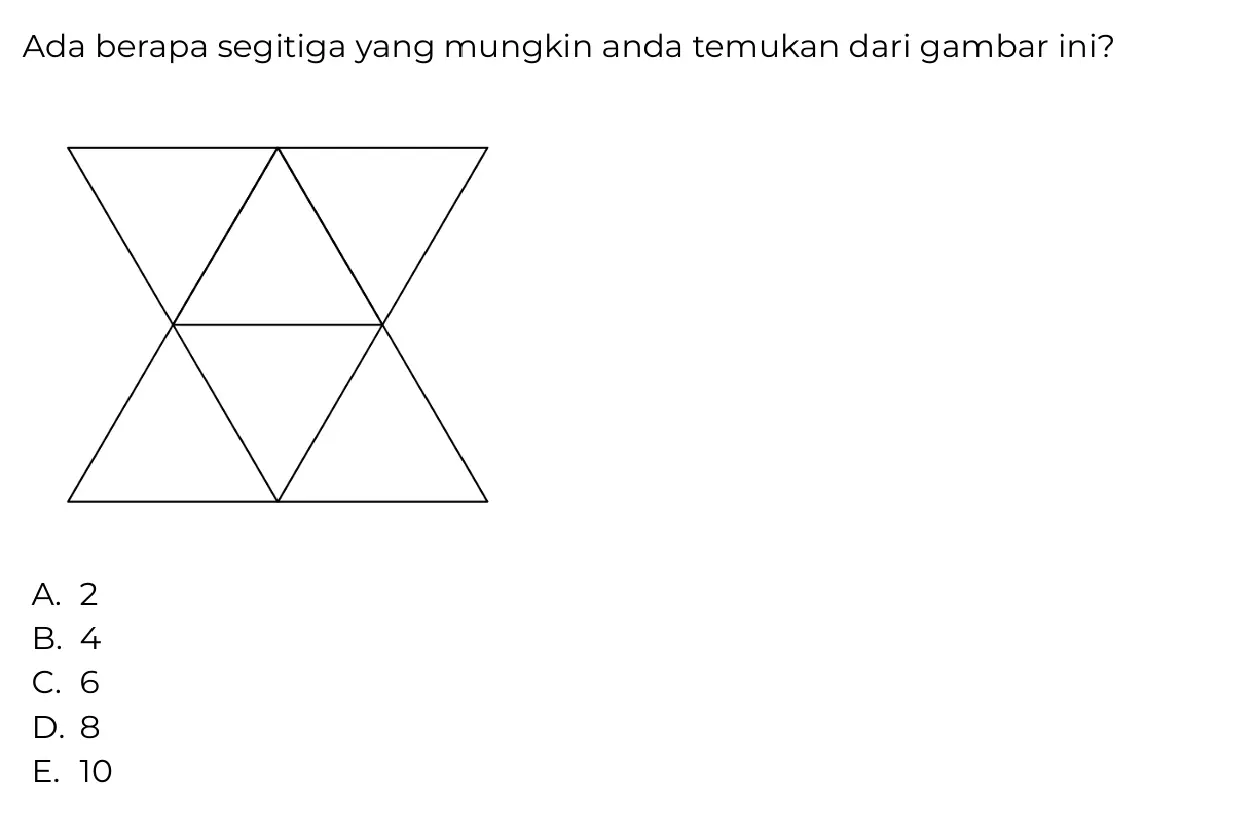 Ada berapa segitiga yang mungkin anda temukan dari gambar ini?
A. 2
B. 4
C. 6
D. 8
E. 10